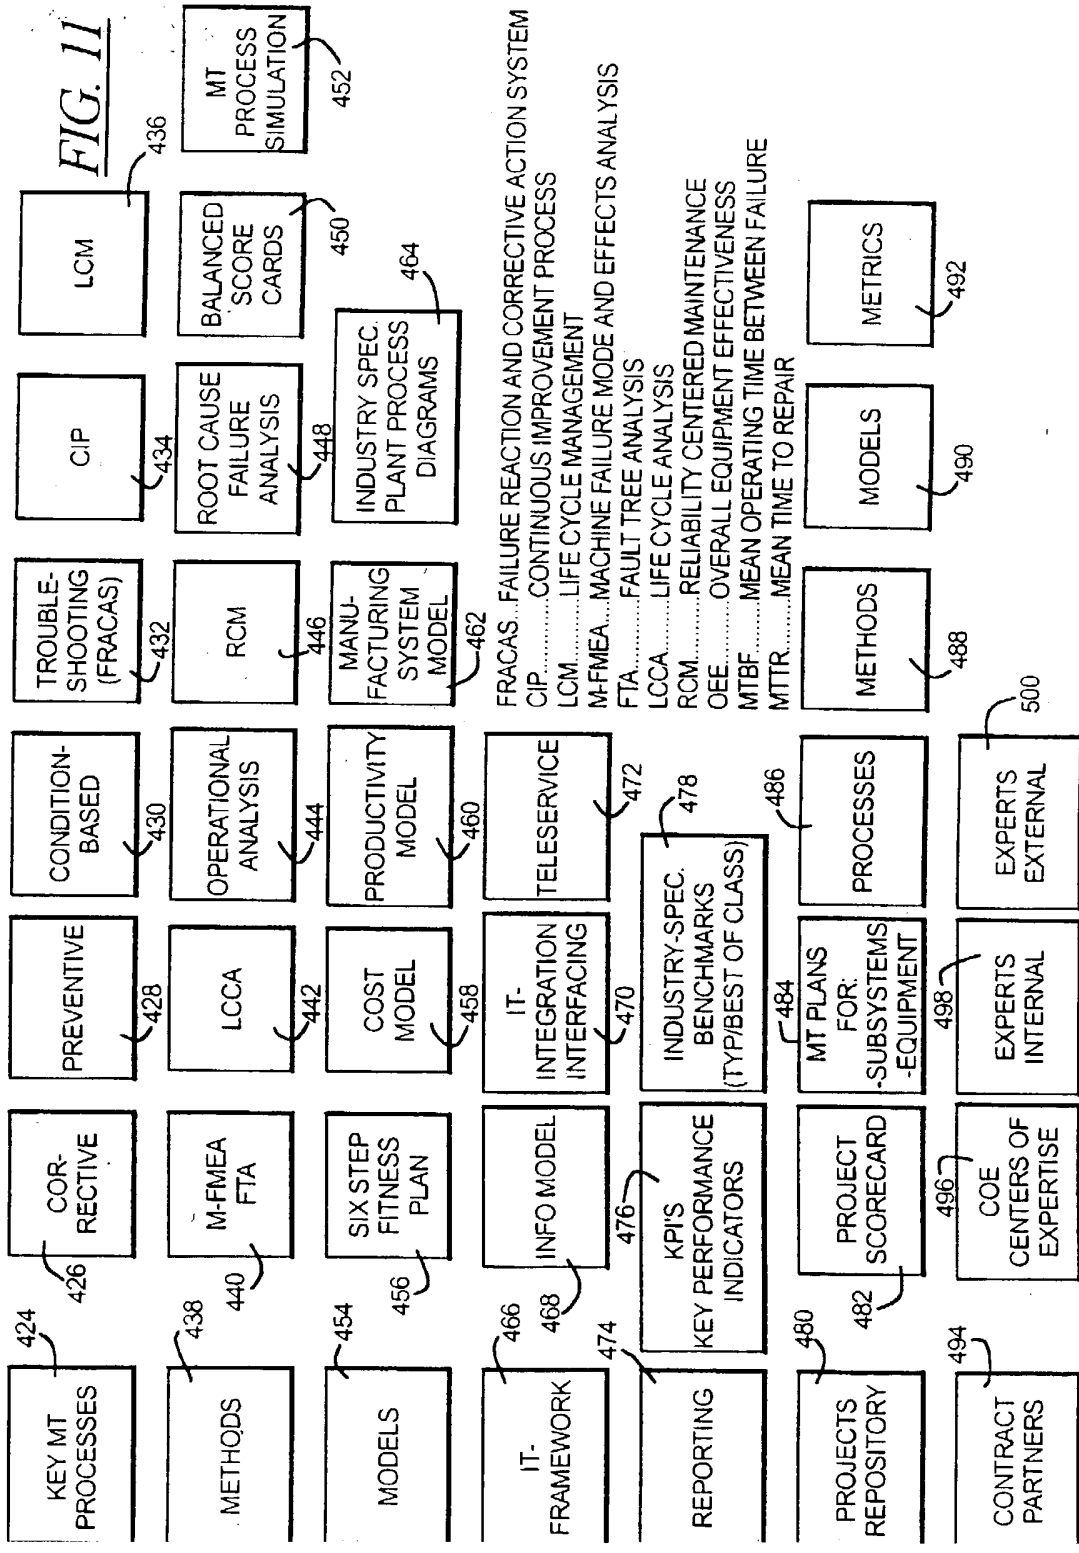 FIG. 11
KEY MT
PROCESSES
424
COR-
RECTIVE
426
PREVENTIVE
428
CONDITION-
BASED
430
TROUBLE-
SHOOTING
(FRACAS)
432
CIP
434
LCM
436
METHODS
438
M-FMEA
FTA
440
LCCA
442
OPERATIONAL
ANALYSIS
444
RCM
446
ROOT CAUSE
FAILURE
ANALYSIS
448
BALANCED
SCORE
CARDS
450
MT
PROCESS
SIMULATION
452
MODELS
454
SIX STEP
FITNESS
PLAN
456
COST
MODEL
458
PRODUCTIVITY
MODEL
460
MANU-
FACTURING
SYSTEM
MODEL
462
INDUSTRY SPEC.
PLANT PROCESS
DIAGRAMS
464
IT-
FRAMEWORK
466
INFO MODEL
468
IT-
INTEGRATION
INTERFACING
470
TELESERVICE
472
FRACAS...FAILURE REACTION AND CORRECTIVE ACTION SYSTEM
CIP..........CONTINUOUS IMPROVEMENT PROCESS
LCM.........LIFE CYCLE MANAGEMENT
M-FMEA...MACHINE FAILURE MODE AND EFFECTS ANALYSIS
FTA..........FAULT TREE ANALYSIS
LCCA.......LIFE CYCLE ANALYSIS
RCM........RELIABILITY CENTERED MAINTENANCE
OEE.........OVERALL EQUIPMENT EFFECTIVENESS
MTBF.......MEAN OPERATING TIME BETWEEN FAILURE
MTTR.......MEAN TIME TO REPAIR
REPORTING
474
KPI'S
KEY PERFORMANCE
INDICATORS
476
INDUSTRY-SPEC.
BENCHMARKS
(TYP/BEST OF CLASS)
478
PROJECTS
REPOSITORY
480
PROJECT
SCORECARD
482
MT PLANS
FOR:
-SUBSYSTEMS
-EQUIPMENT
484
PROCESSES
486
METHODS
488
MODELS
490
METRICS
492
CONTRACT
PARTNERS
494
COE
CENTERS OF
EXPERTISE
496
EXPERTS
INTERNAL
498
EXPERTS
EXTERNAL
500